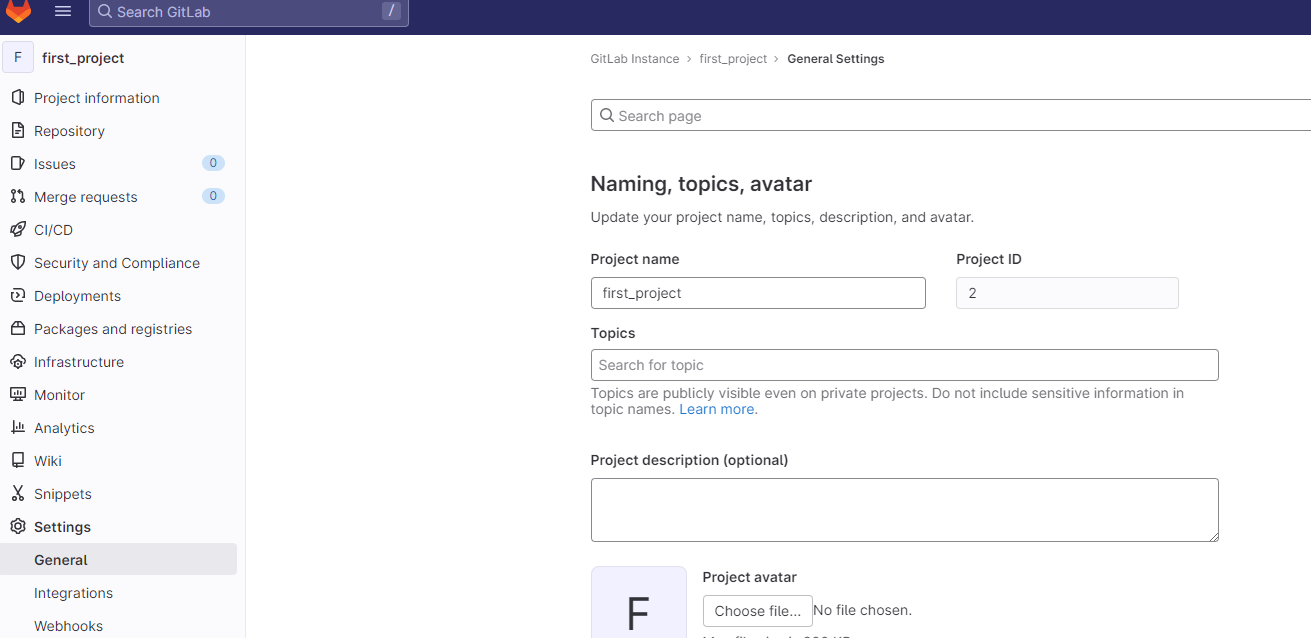 Search GitLab /
F first_project
Project information
Repository
Issues 0
Merge requests 0
CI/CD
Security and Compliance
Deployments
Packages and registries
Infrastructure
Monitor
Analytics
Wiki
Snippets
Settings
General
Integrations
Webhooks
GitLab Instance › first_project › General Settings
Search page
Naming, topics, avatar
Update your project name, topics, description, and avatar.
Project name
first_project
Project ID
2
Topics
Search for topic
Topics are publicly visible even on private projects. Do not include sensitive information in
topic names. Learn more.
Project description (optional)
F
Project avatar
Choose file... No file chosen.